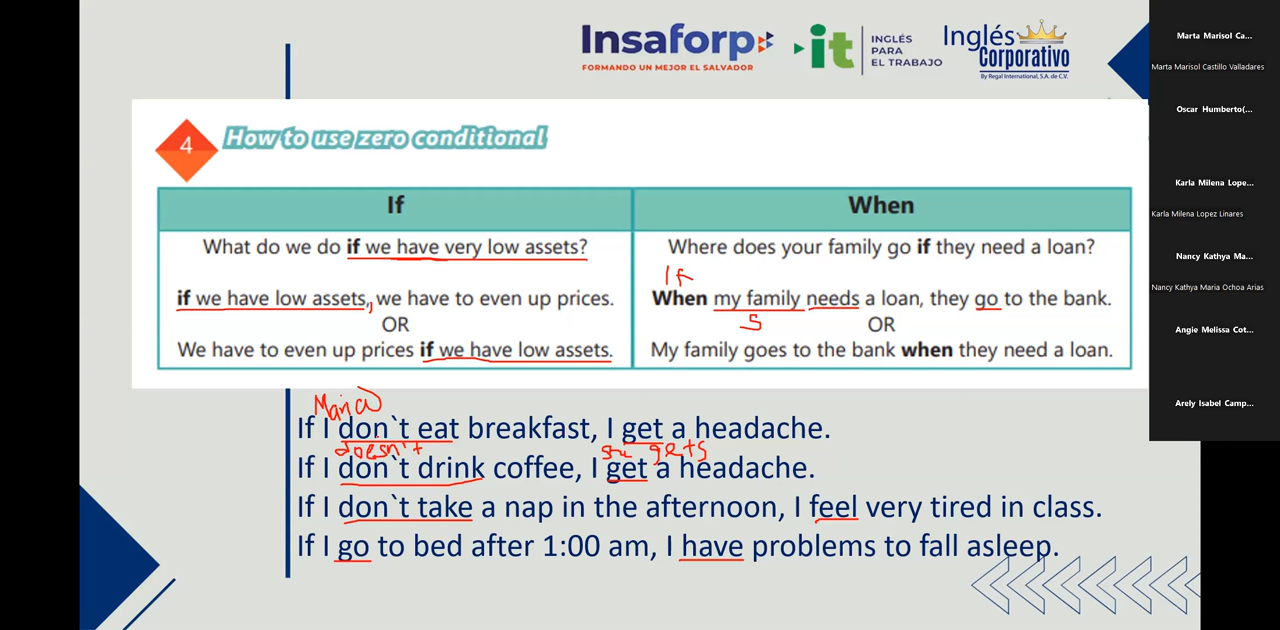 Insaforp
FORMANDO UN MEJOR EL SALVADOR
it
INGLÉS
PARA
EL TRABAJO
Inglés
Corporativo
By Regal International, S.A. de C.V.
4
How to use zero conditional
If
When
What do we do if we have very low assets?
Where does your family go if they need a loan?
If
if we have low assets, we have to even up prices.
When my family needs a loan, they go to the bank.
S
OR
OR
We have to even up prices if we have low assets.
My family goes to the bank when they need a loan.
Maria
If I don`t eat breakfast, I get a headache.
doesn't
she gets
If I don`t drink coffee, I get a headache.
If I don`t take a nap in the afternoon, I feel very tired in class.
If I go to bed after 1:00 am, I have problems to fall asleep.
Marta Marisol Ca...
Marta Marisol Castillo Valladares
Oscar Humberto(...
Karla Milena Lope...
Karla Milena Lopez Linares
Nancy Kathya Ma...
Nancy Kathya Maria Ochoa Arias
Angie Melissa Cot...
Arely Isabel Camp...